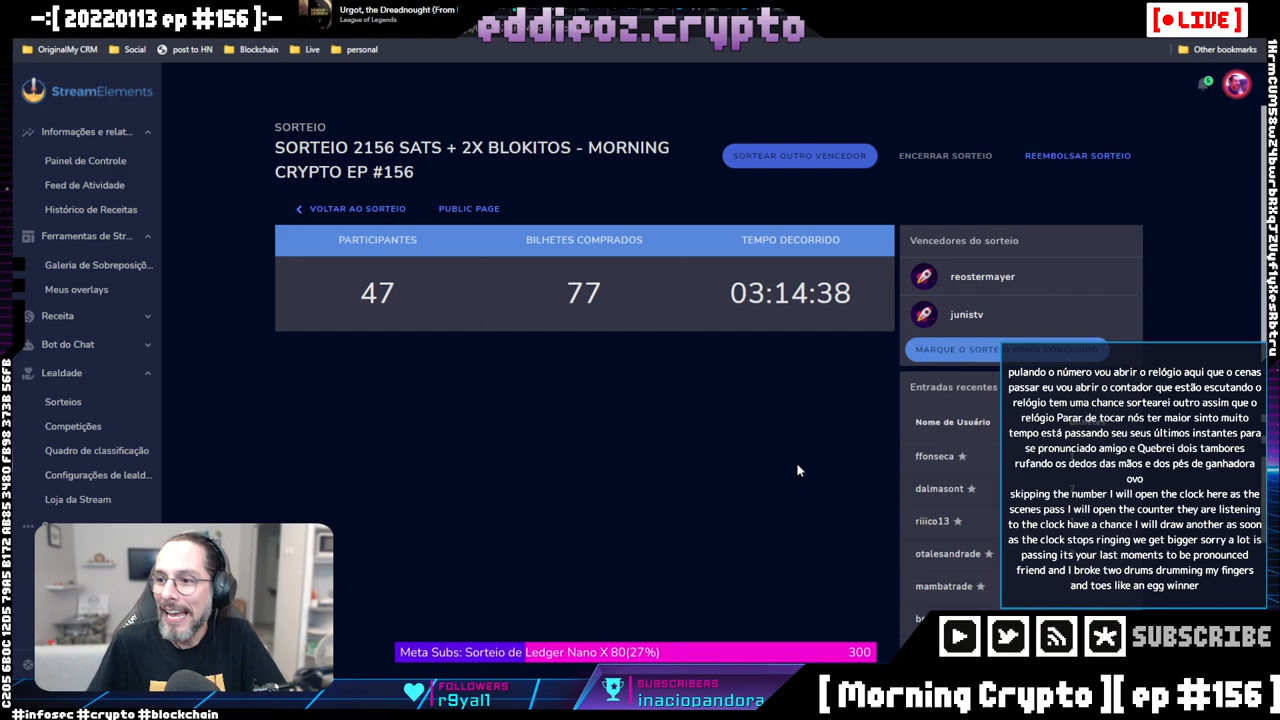 -:[ 20220113 ep #156 ]:-
Urgot, the Dreadnought (From
League of Legends
eddieoz.crypto
[ • LIVE ]
OriginalMy CRM
Social
post to HN
Blockchain
Live
personal
Other bookmarks
StreamElements
6
Informações e relat...
Painel de Controle
Feed de Atividade
Histórico de Receitas
Ferramentas de Str...
Galeria de Sobreposiçõ...
Meus overlays
Receita
Bot do Chat
Lealdade
Sorteios
Competições
Quadro de classificação
Configurações de leald...
Loja da Stream
SORTEIO
SORTEIO 2156 SATS + 2X BLOKITOS - MORNING
CRYPTO EP #156
SORTEAR OUTRO VENCEDOR
ENCERRAR SORTEIO
REEMBOLSAR SORTEIO
VOLTAR AO SORTEIO
PUBLIC PAGE
PARTICIPANTES
BILHETES COMPRADOS
TEMPO DECORRIDO
47
77
03:14:38
Vencedores do sorteio
reostermayer
junistv
MARQUE O SORTEIO COMO CONCLUÍDO
Entradas recentes
Nome de Usuário
ffonseca
dalmasont
riiico13
otalesandrade
mambatrade
pulando o número vou abrir o relógio aqui que o cenas
passar eu vou abrir o contador que estão escutando o
relógio tem uma chance sortearei outro assim que o
relógio Parar de tocar nós ter maior sinto muito
tempo está passando seu seus últimos instantes para
se pronunciado amigo e Quebrei dois tambores
rufando os dedos das mãos e dos pés de ganhadora
ovo
skipping the number I will open the clock here as the
scenes pass I will open the counter they are listening
to the clock have a chance I will draw another as soon
as the clock stops ringing we get bigger sorry a lot is
passing its your last moments to be pronounced
friend and I broke two drums drumming my fingers
and toes like an egg winner
Meta Subs: Sorteio de Ledger Nano X 80(27%)
300
FOLLOWERS
r9yal1
SUBSCRIBERS
inaciopandora
SUBSCRIBE
[ Morning Crypto ][ ep #156 ]
#infosec #crypto #blockchain